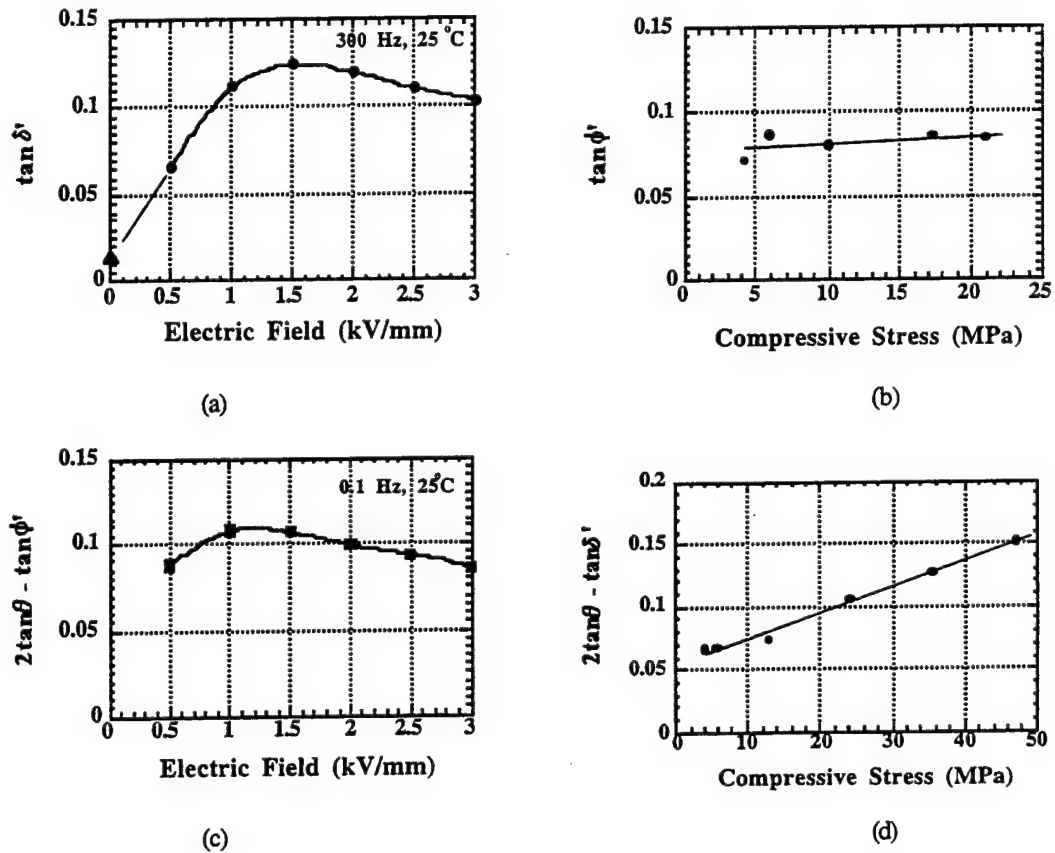 0.15
300 Hz, 25 °C
0.1
0.05
0
tan δ'
0 0.5 1 1.5 2 2.5 3
Electric Field (kV/mm)
(a)
0.15
0.1
0.05
0
tan ϕ'
0 5 10 15 20 25
Compressive Stress (MPa)
(b)
0.15
0.1 Hz, 25°C
0.1
0.05
0
2tanθ - tanϕ'
0 0.5 1 1.5 2 2.5 3
Electric Field (kV/mm)
(c)
0.2
0.15
0.1
0.05
0
2tanθ - tanδ'
0 10 20 30 40 50
Compressive Stress (MPa)
(d)